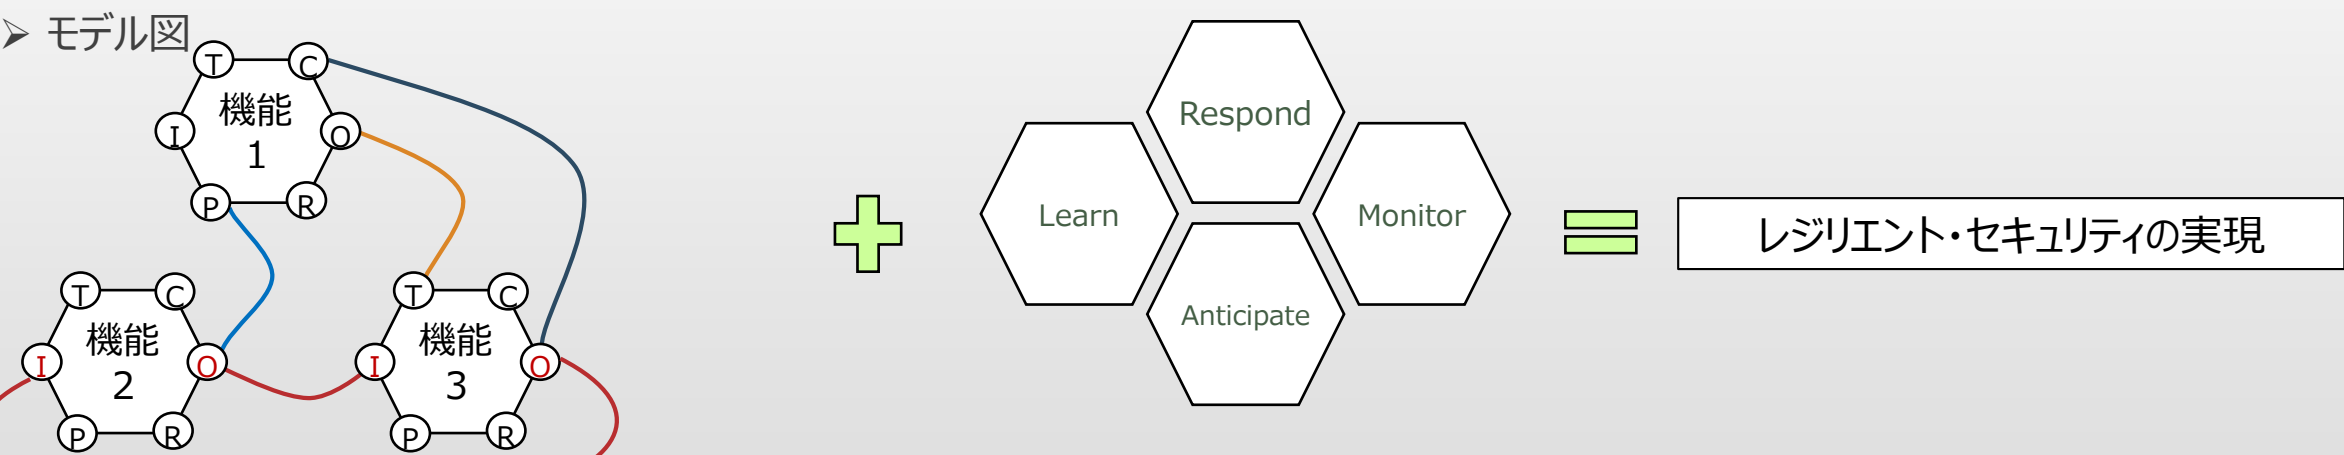 ➢ モデル図
T
C
機能
1
I
O
P
R
T
C
機能
2
I
O
P
R
T
C
機能
3
I
O
P
R
Respond
Learn
Monitor
Anticipate
レジリエント・セキュリティの実現